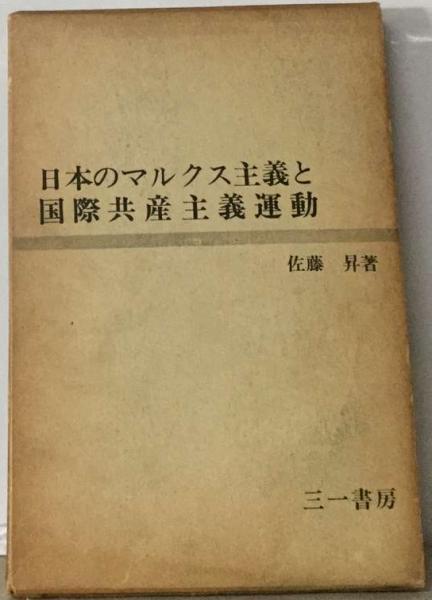 日本のマルクス主義と
国際共産主義運動
佐藤 昇著
三一書房